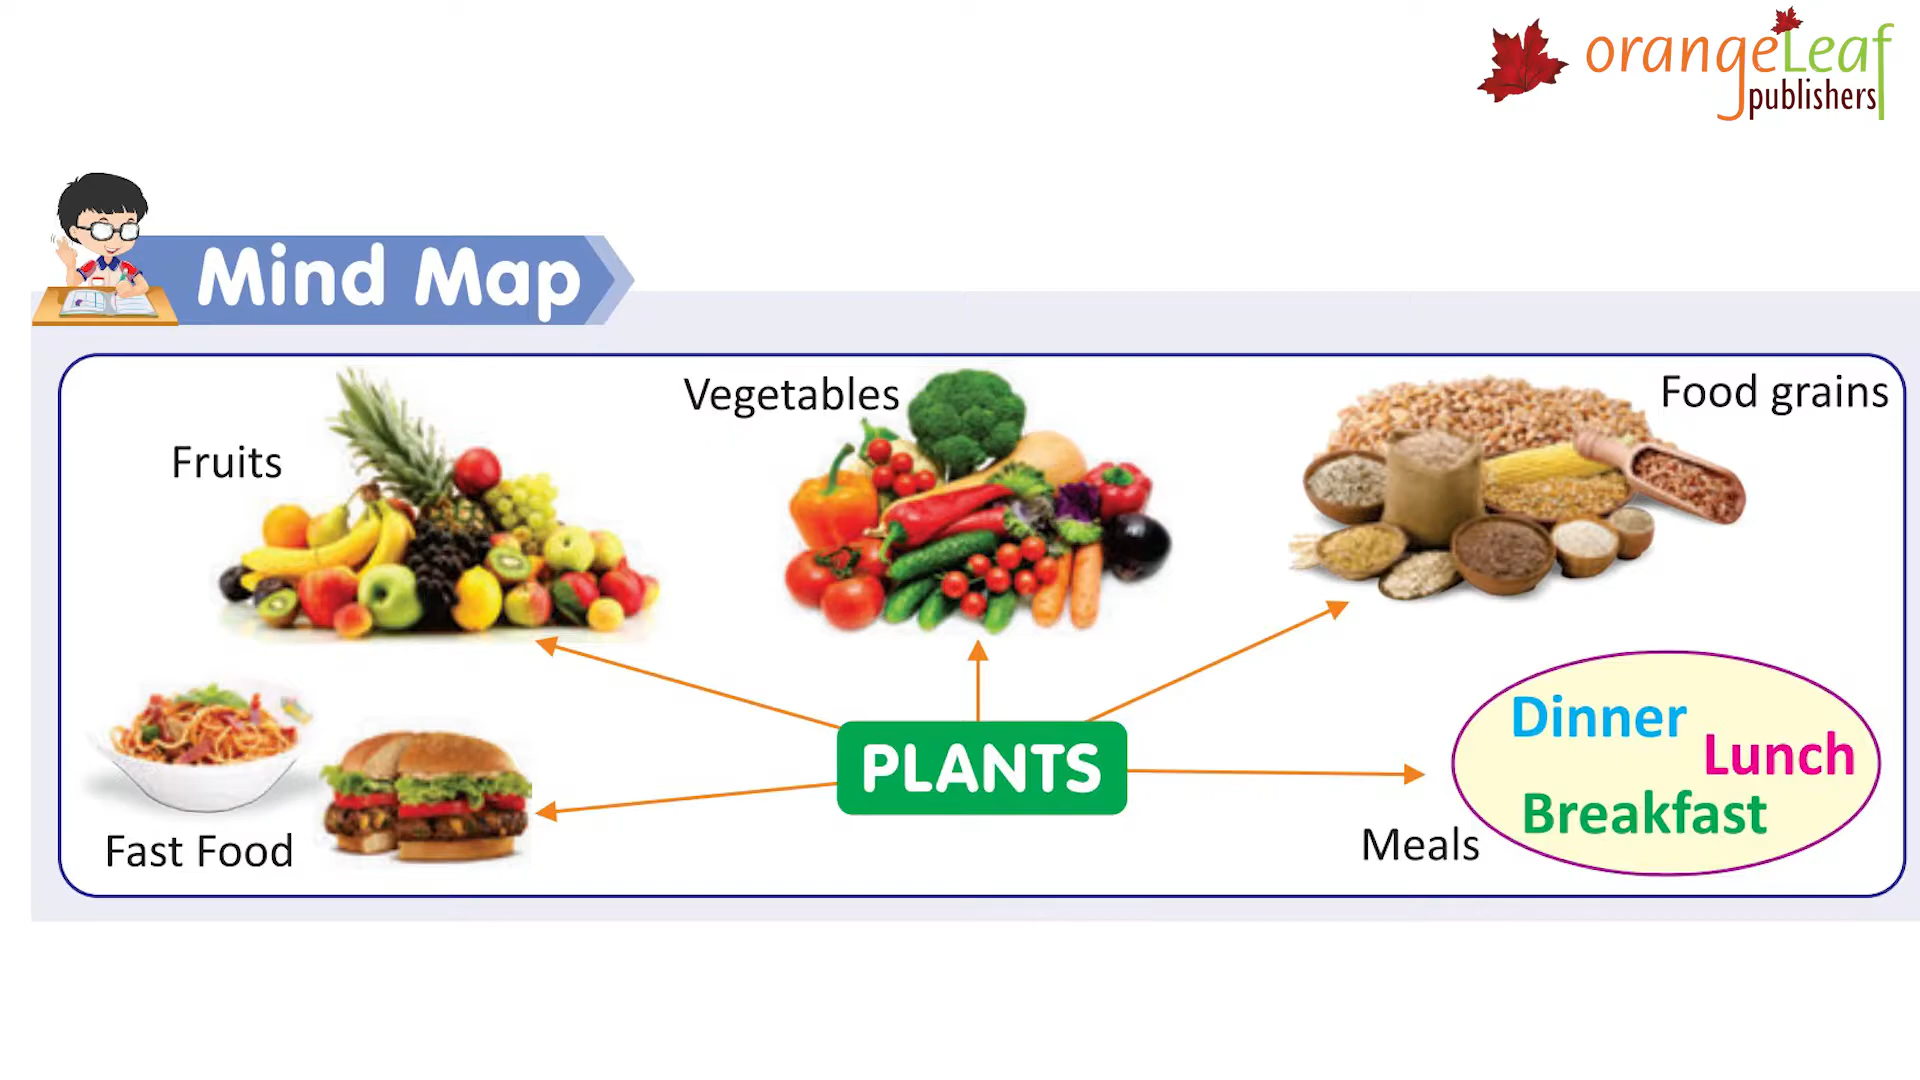 orangeLeaf
publishers
Mind Map
Fruits
Vegetables
Food grains
PLANTS
Fast Food
Meals
Dinner
Lunch
Breakfast